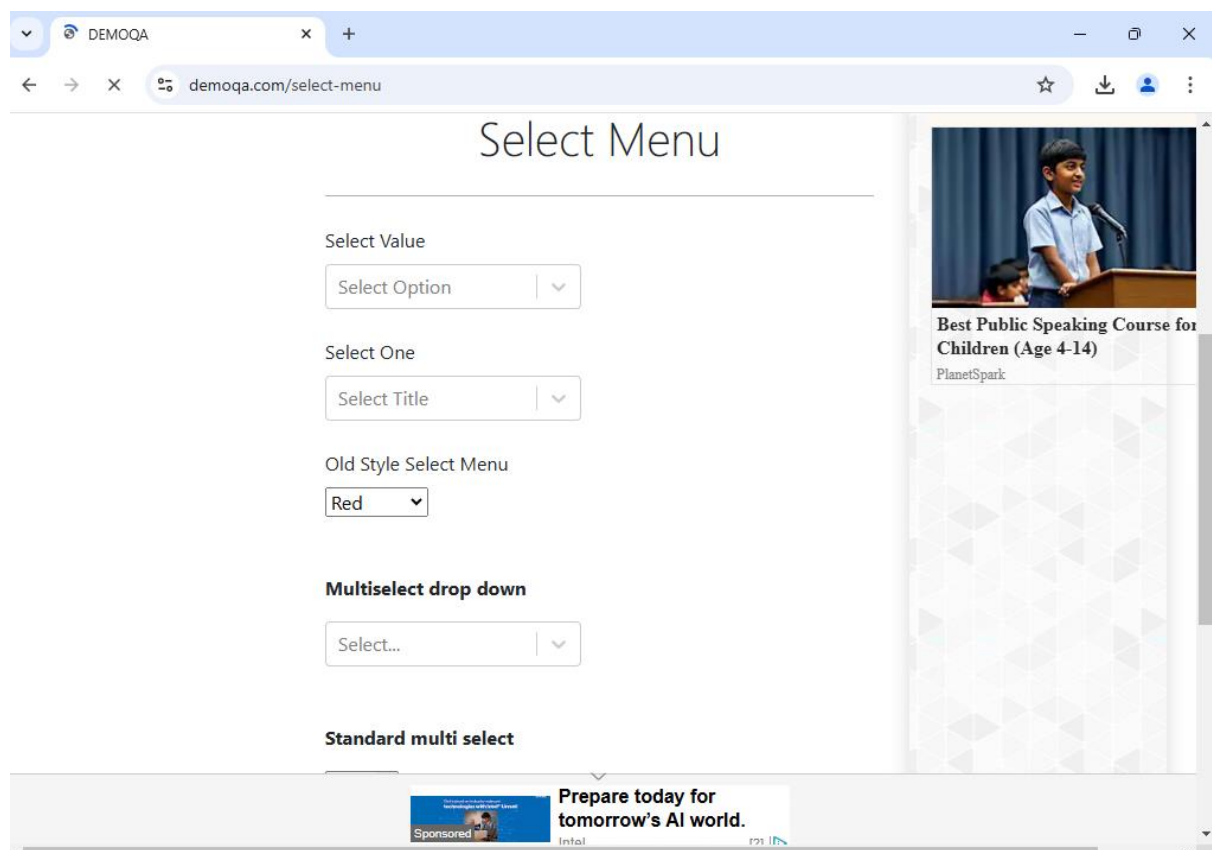 DEMOQA
demoqa.com/select-menu
Select Menu
Select Value
Select Option
Select One
Select Title
Old Style Select Menu
Red
Multiselect drop down
Select...
Standard multi select
Best Public Speaking Course for
Children (Age 4-14)
PlanetSpark
Prepare today for
tomorrow's AI world.
Sponsored
Intel